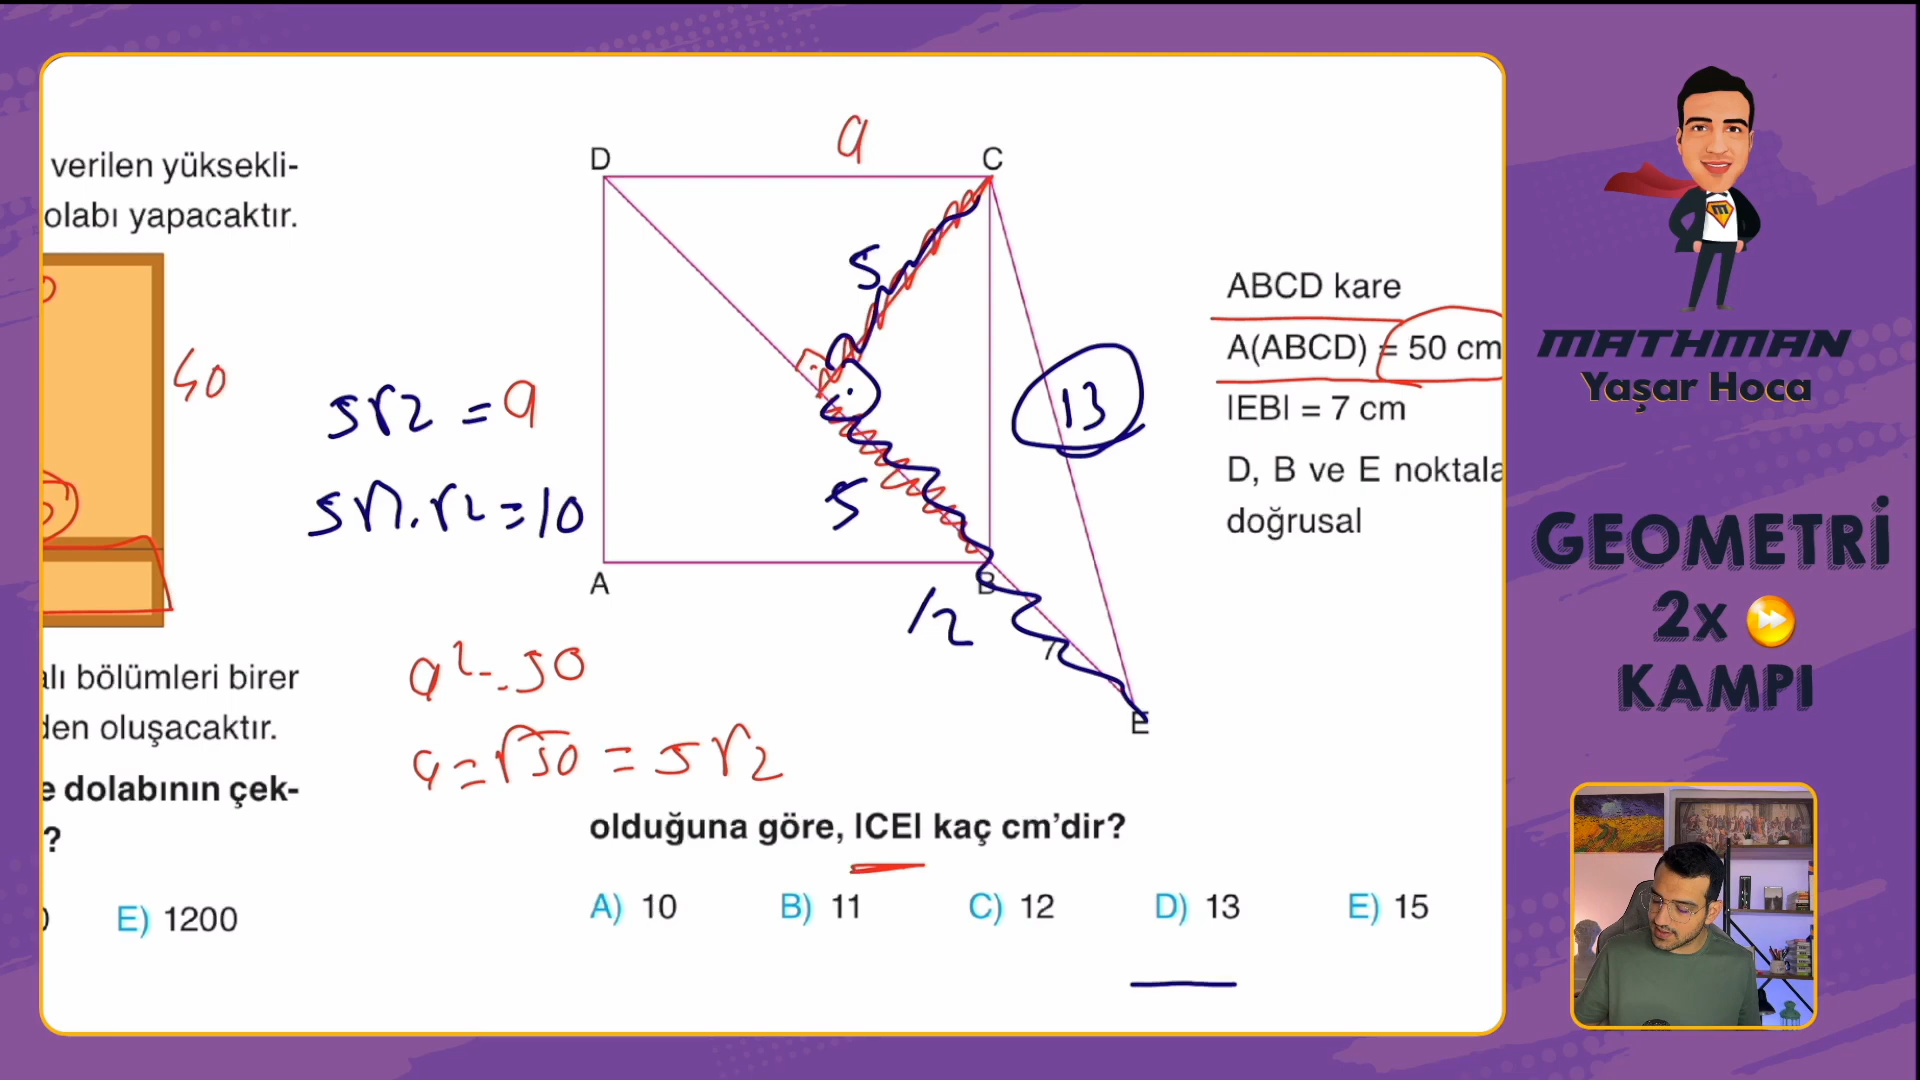 verilen yüksekli-
olabı yapacaktır.
40
alı bölümleri birer
den oluşacaktır.
e dolabının çek-
?
E) 1200
a
D
C
5
13
5
A
B
12
7
E
5√2 = a
5√2.√2=10
a²=50
a=√50 = 5√2
ABCD kare
A(ABCD) = 50 cm
|EB| = 7 cm
D, B ve E noktala
doğrusal
olduğuna göre, |CE| kaç cm'dir?
A) 10 B) 11 C) 12 D) 13 E) 15
MATHMAN
Yaşar Hoca
GEOMETRİ
2x
KAMPI